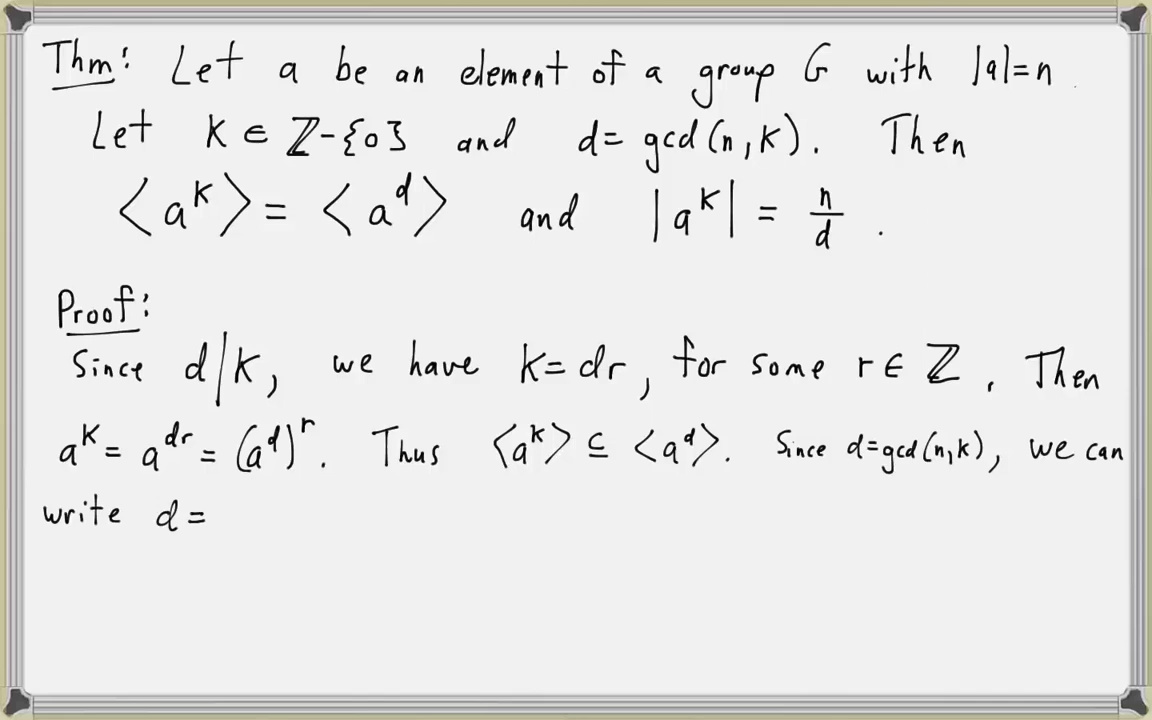 Thm: Let a be an element of a group G with |a|=n
Let k ∈ ℤ-{0} and d= gcd(n,k). Then
⟨a^k⟩ = ⟨a^d⟩ and |a^k| = n/d .
Proof:
Since d|k, we have k=dr, for some r∈ℤ. Then
a^k = a^dr = (a^d)^r. Thus ⟨a^k⟩ ⊆ ⟨a^d⟩. Since d=gcd(n,k), we can
write d=